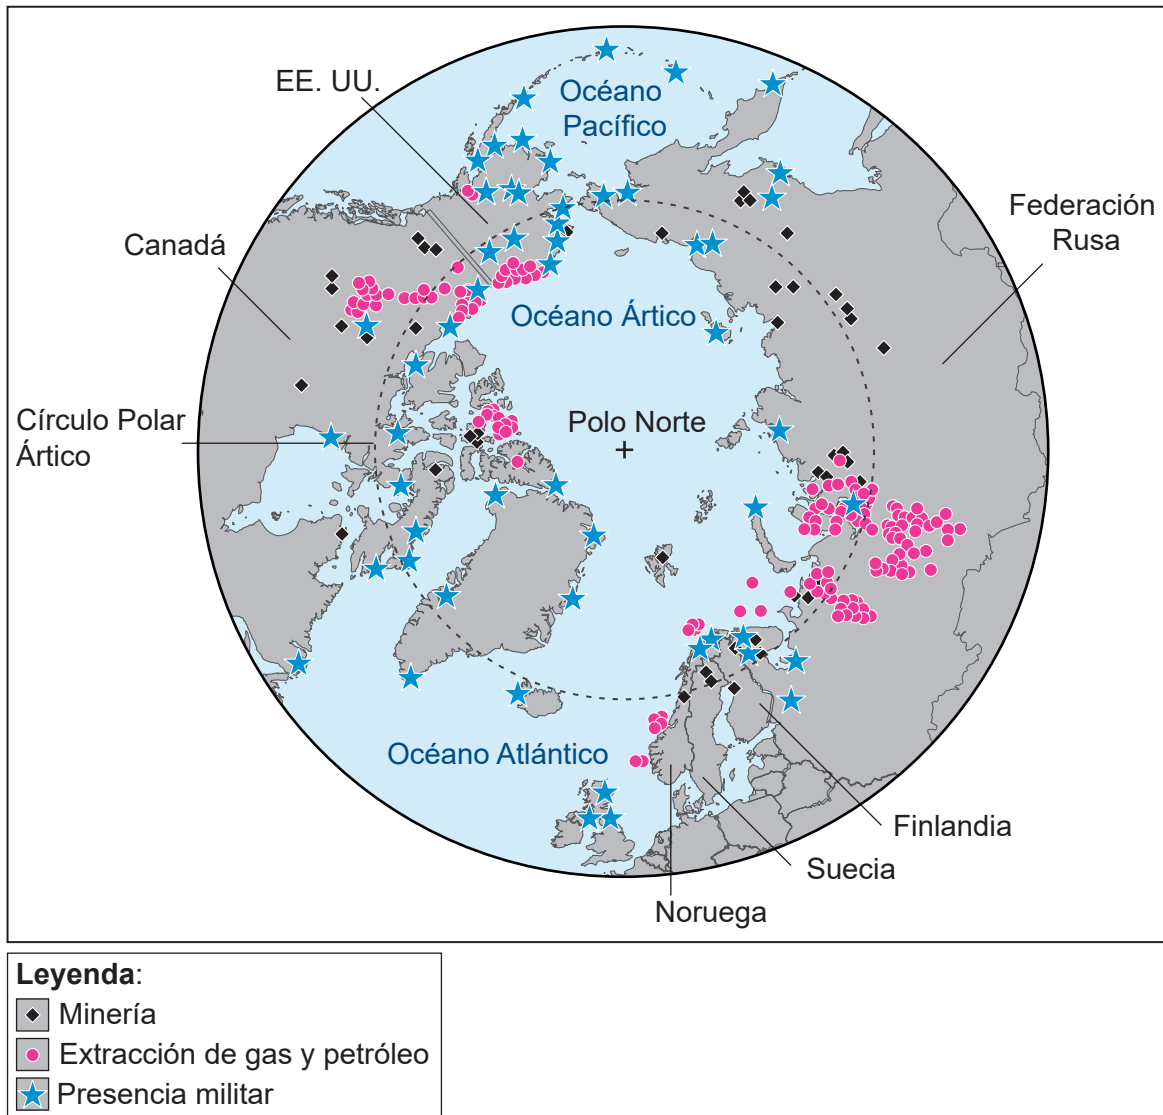 EE. UU.
Océano
Pacífico
Federación
Rusa
Canadá
Océano Ártico
Círculo Polar
Ártico
Polo Norte
Océano Atlántico
Finlandia
Suecia
Noruega
Leyenda:
Minería
Extracción de gas y petróleo
Presencia militar